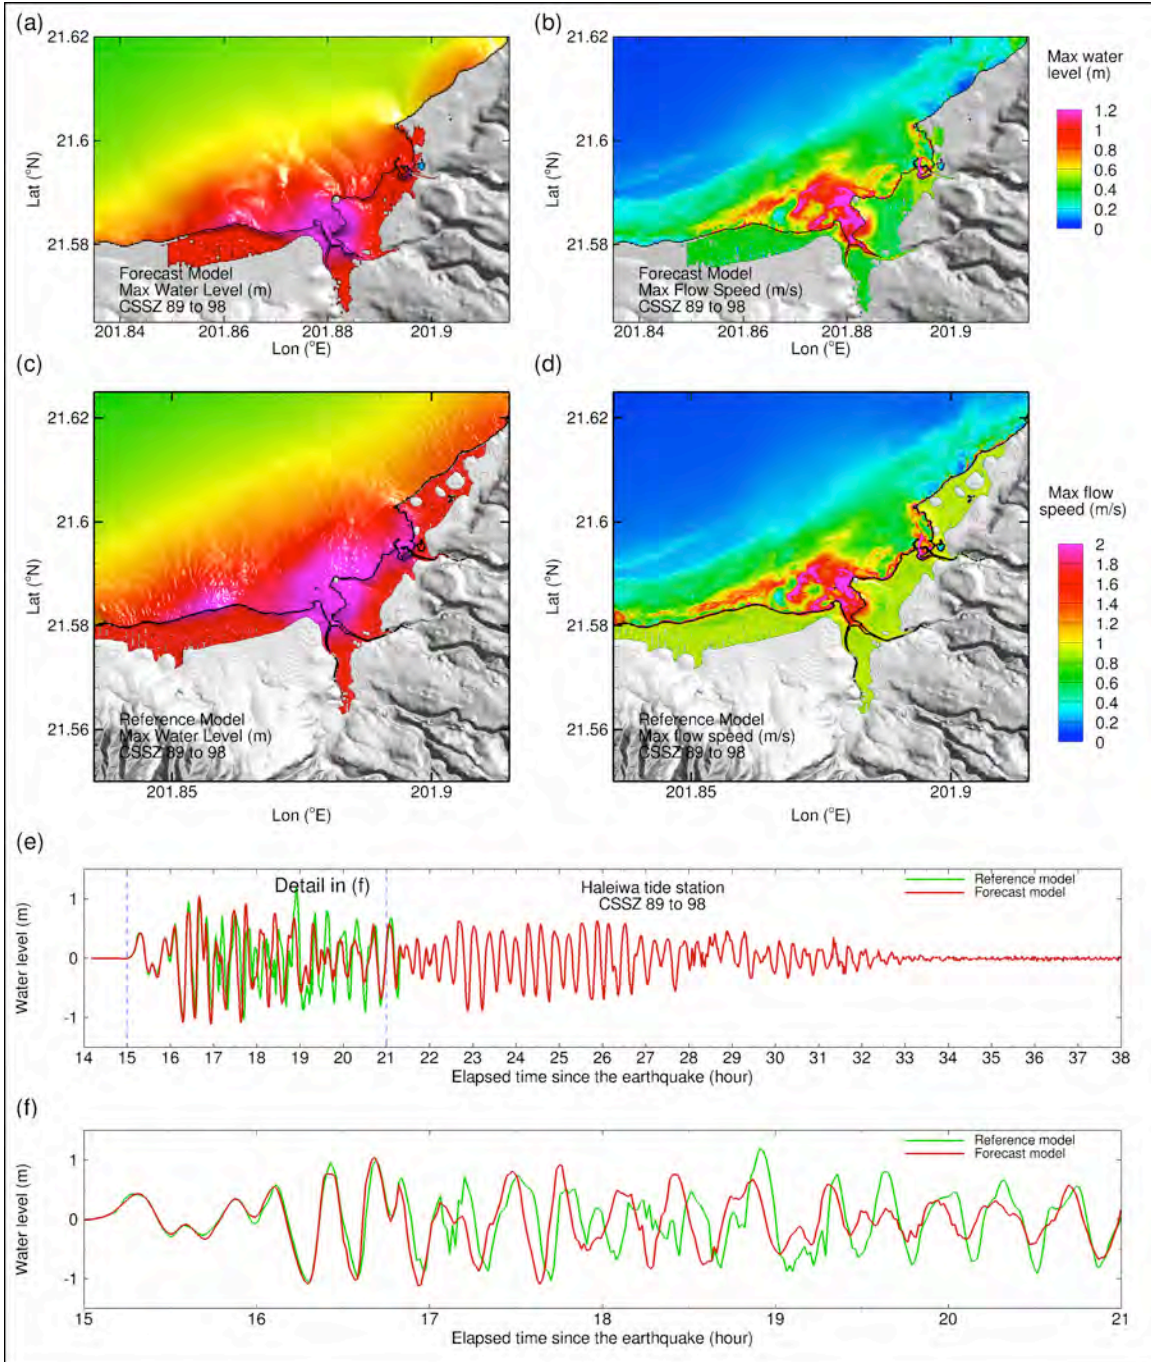 (a)
(b)
21.62
21.6
21.58
Lat (°N)
Forecast Model
Max Water Level (m)
CSSZ 89 to 98
201.84
201.86
201.88
201.9
Lon (°E)
21.62
21.6
21.58
Lat (°N)
Forecast Model
Max Flow Speed (m/s)
CSSZ 89 to 98
201.84
201.86
201.88
201.9
Lon (°E)
Max water
level (m)
1.2
1
0.8
0.6
0.4
0.2
0
(c)
(d)
21.62
21.6
21.58
21.56
Lat (°N)
Reference Model
Max Water Level (m)
CSSZ 89 to 98
201.85
201.9
Lon (°E)
21.62
21.6
21.58
21.56
Lat (°N)
Reference Model
Max flow speed (m/s)
CSSZ 89 to 98
201.85
201.9
Lon (°E)
Max flow
speed (m/s)
2
1.8
1.6
1.4
1.2
1
0.8
0.6
0.4
0.2
0
(e)
Detail in (f)
Haleiwa tide station
CSSZ 89 to 98
Reference model
Forecast model
Water level (m)
1
0
-1
14 15 16 17 18 19 20 21 22 23 24 25 26 27 28 29 30 31 32 33 34 35 36 37 38
Elapsed time since the earthquake (hour)
(f)
Reference model
Forecast model
Water level (m)
1
0
-1
15 16 17 18 19 20 21
Elapsed time since the earthquake (hour)